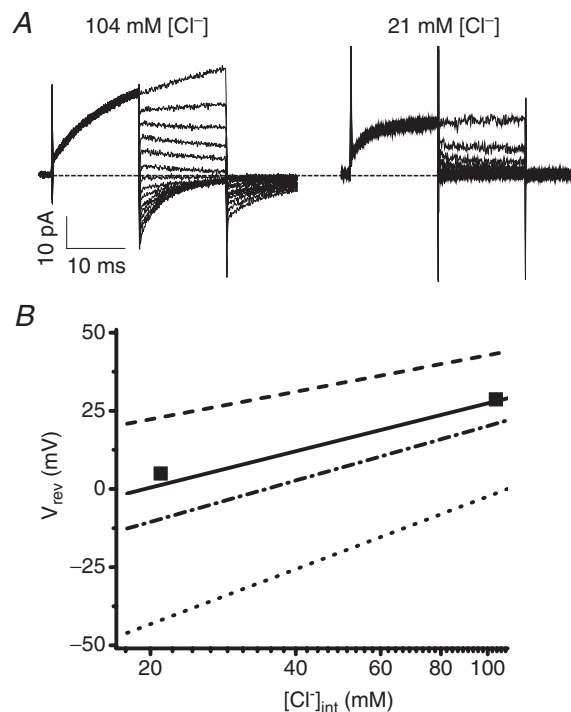 A
104 mM [Cl⁻]
21 mM [Cl⁻]
10 pA
10 ms
B
50
25
0
−25
−50
V_rev (mV)
20
40
60
80
100
[Cl⁻]_int (mM)